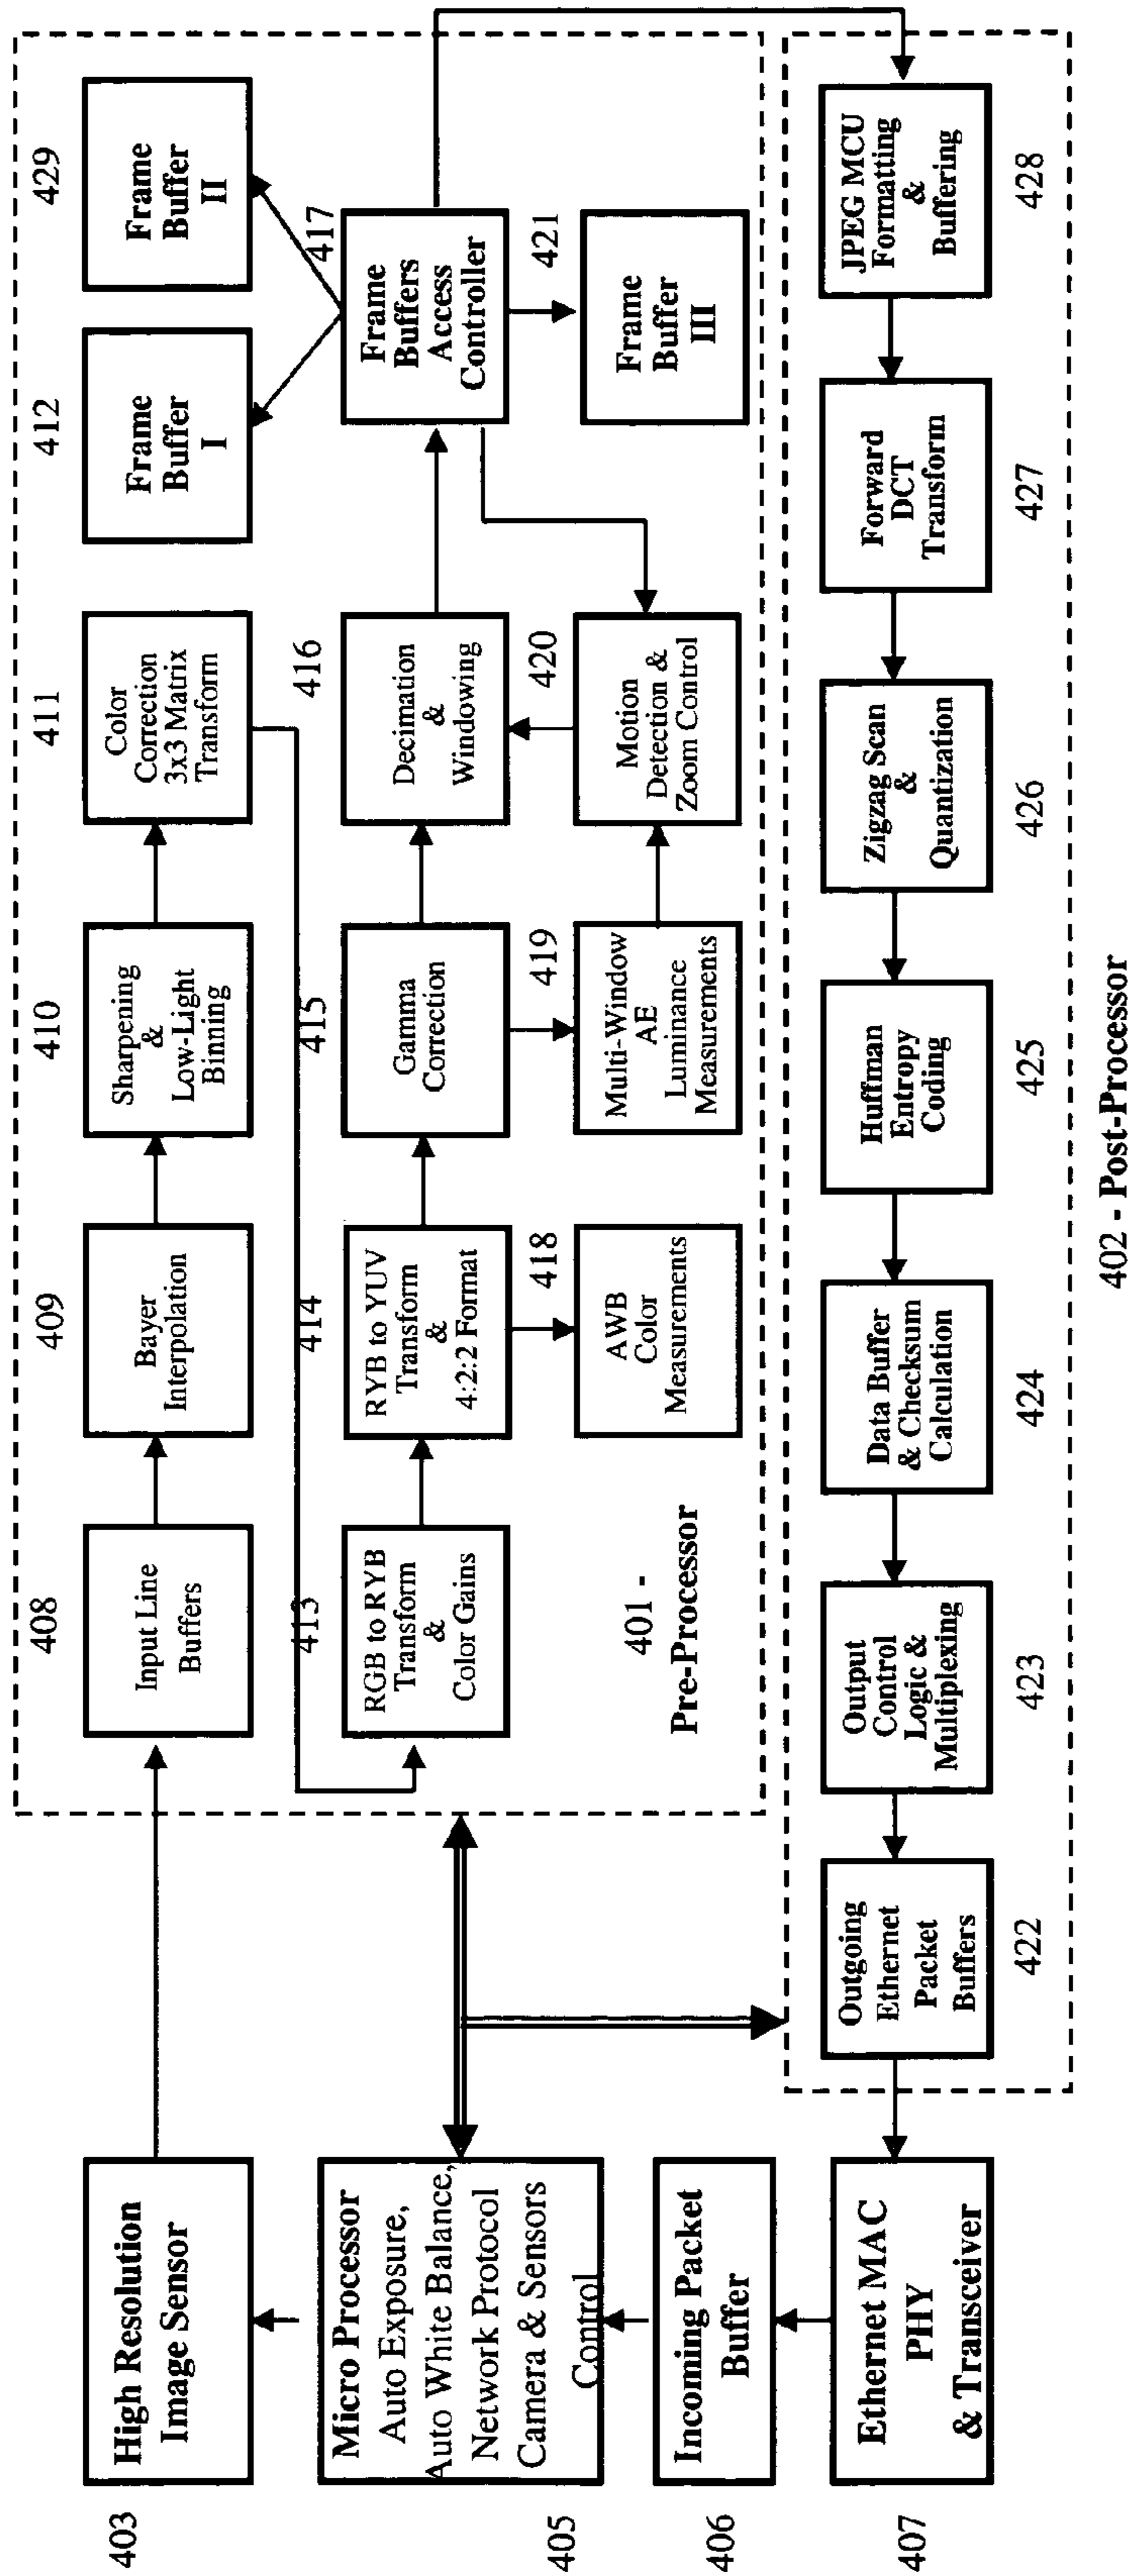 403
High Resolution
Image Sensor
408
Input Line
Buffers
409
Bayer
Interpolation
410
Sharpening
&
Low-Light
Binning
411
Color
Correction
3x3 Matrix
Transform
412
Frame
Buffer
I
429
Frame
Buffer
II
405
Micro Processor
Auto Exposure,
Auto White Balance,
Network Protocol
Camera & Sensors
Control
413
RGB to RYB
Transform
&
Color Gains
414
RYB to YUV
Transform
&
4:2:2 Format
415
Gamma
Correction
416
Decimation
&
Windowing
417
Frame
Buffers
Access
Controller
401 -
Pre-Processor
418
AWB
Color
Measurements
419
Multi-Window
AE
Luminance
Measurements
420
Motion
Detection &
Zoom Control
421
Frame
Buffer
III
406
Incoming Packet
Buffer
407
Ethernet MAC
PHY
& Transceiver
Outgoing
Ethernet
Packet
Buffers
422
Output
Control
Logic &
Multiplexing
423
Data Buffer
& Checksum
Calculation
424
Huffman
Entropy
Coding
425
Zigzag Scan
&
Quantization
426
Forward
DCT
Transform
427
JPEG MCU
Formatting
&
Buffering
428
402 - Post-Processor